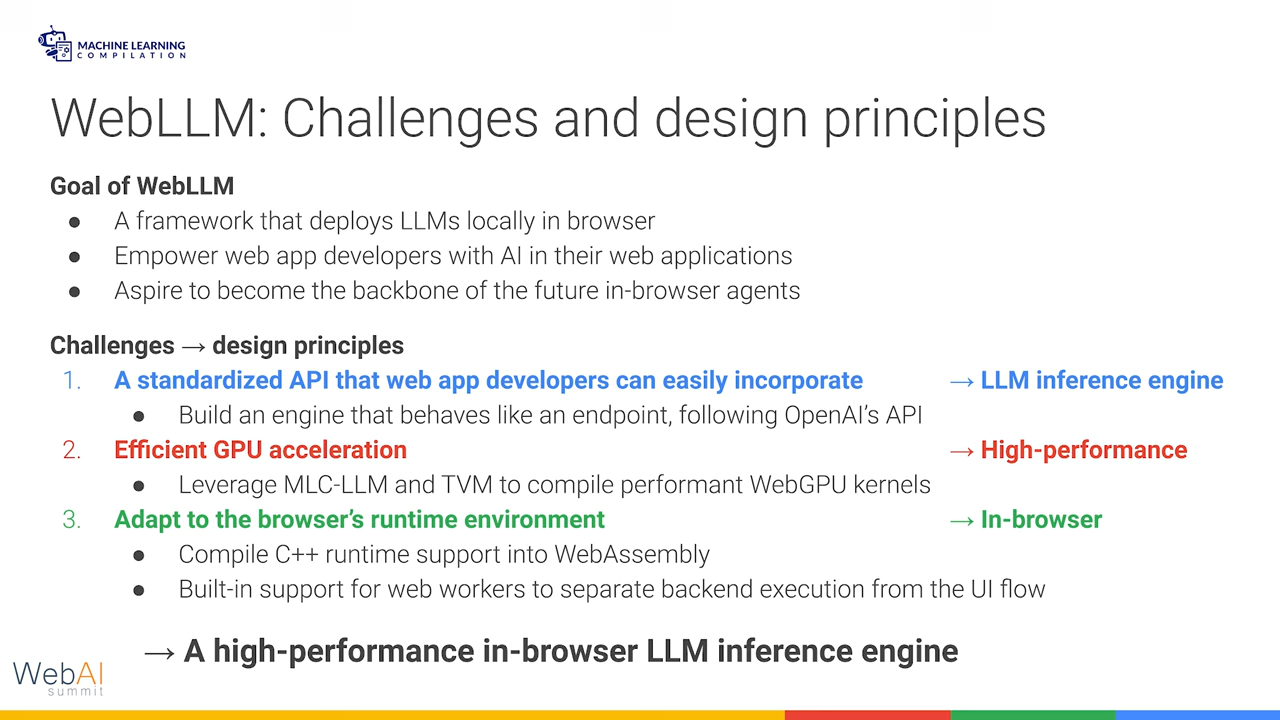 MACHINE LEARNING
COMPILATION
WebLLM: Challenges and design principles
Goal of WebLLM
● A framework that deploys LLMs locally in browser
● Empower web app developers with AI in their web applications
● Aspire to become the backbone of the future in-browser agents
Challenges → design principles
1. A standardized API that web app developers can easily incorporate → LLM inference engine
● Build an engine that behaves like an endpoint, following OpenAI’s API
2. Efficient GPU acceleration → High-performance
● Leverage MLC-LLM and TVM to compile performant WebGPU kernels
3. Adapt to the browser’s runtime environment → In-browser
● Compile C++ runtime support into WebAssembly
● Built-in support for web workers to separate backend execution from the UI flow
→ A high-performance in-browser LLM inference engine
WebAI
summit